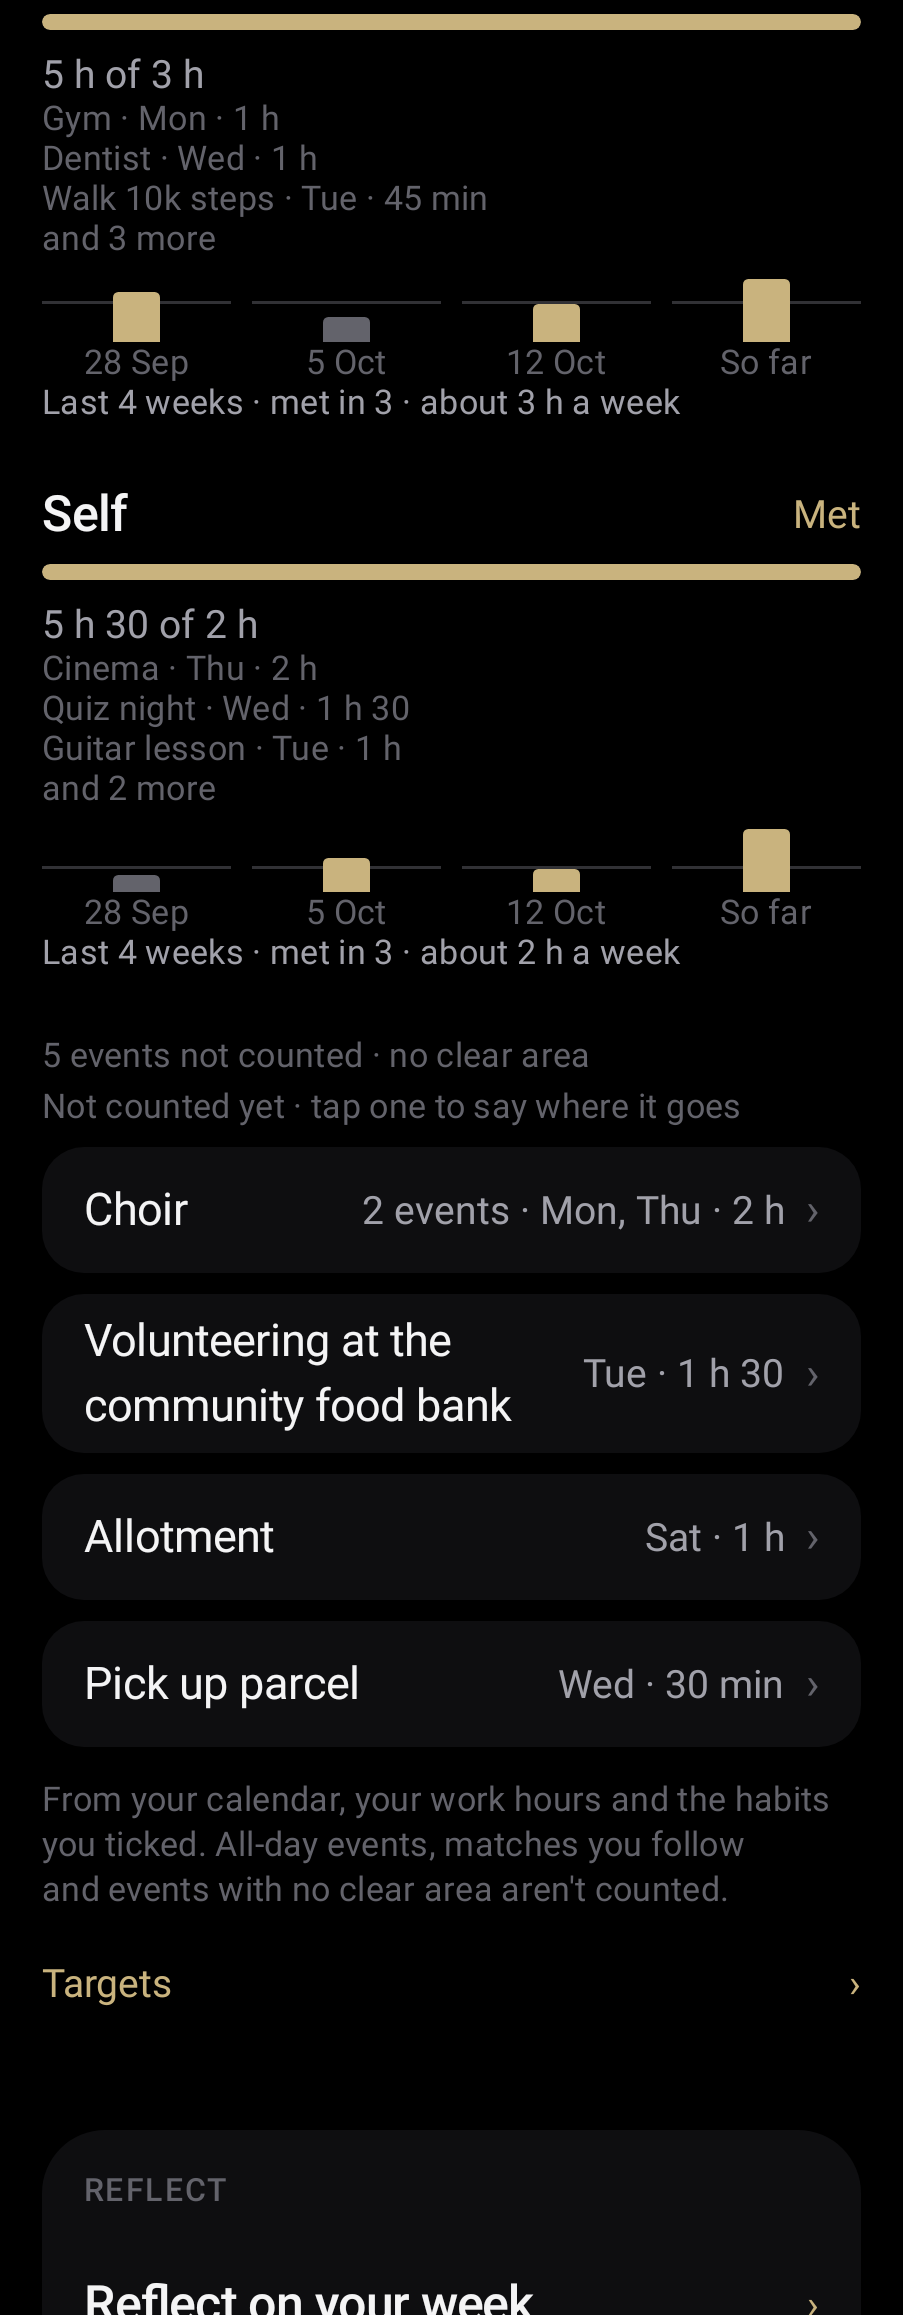 5 h of 3 h
Gym · Mon · 1 h
Dentist · Wed · 1 h
Walk 10k steps · Tue · 45 min
and 3 more
28 Sep 5 Oct 12 Oct So far
Last 4 weeks · met in 3 · about 3 h a week
Self Met
5 h 30 of 2 h
Cinema · Thu · 2 h
Quiz night · Wed · 1 h 30
Guitar lesson · Tue · 1 h
and 2 more
28 Sep 5 Oct 12 Oct So far
Last 4 weeks · met in 3 · about 2 h a week
5 events not counted · no clear area
Not counted yet · tap one to say where it goes
Choir 2 events · Mon, Thu · 2 h ›
Volunteering at the
community food bank Tue · 1 h 30 ›
Allotment Sat · 1 h ›
Pick up parcel Wed · 30 min ›
From your calendar, your work hours and the habits
you ticked. All-day events, matches you follow
and events with no clear area aren't counted.
Targets ›
REFLECT
Reflect on your week ›